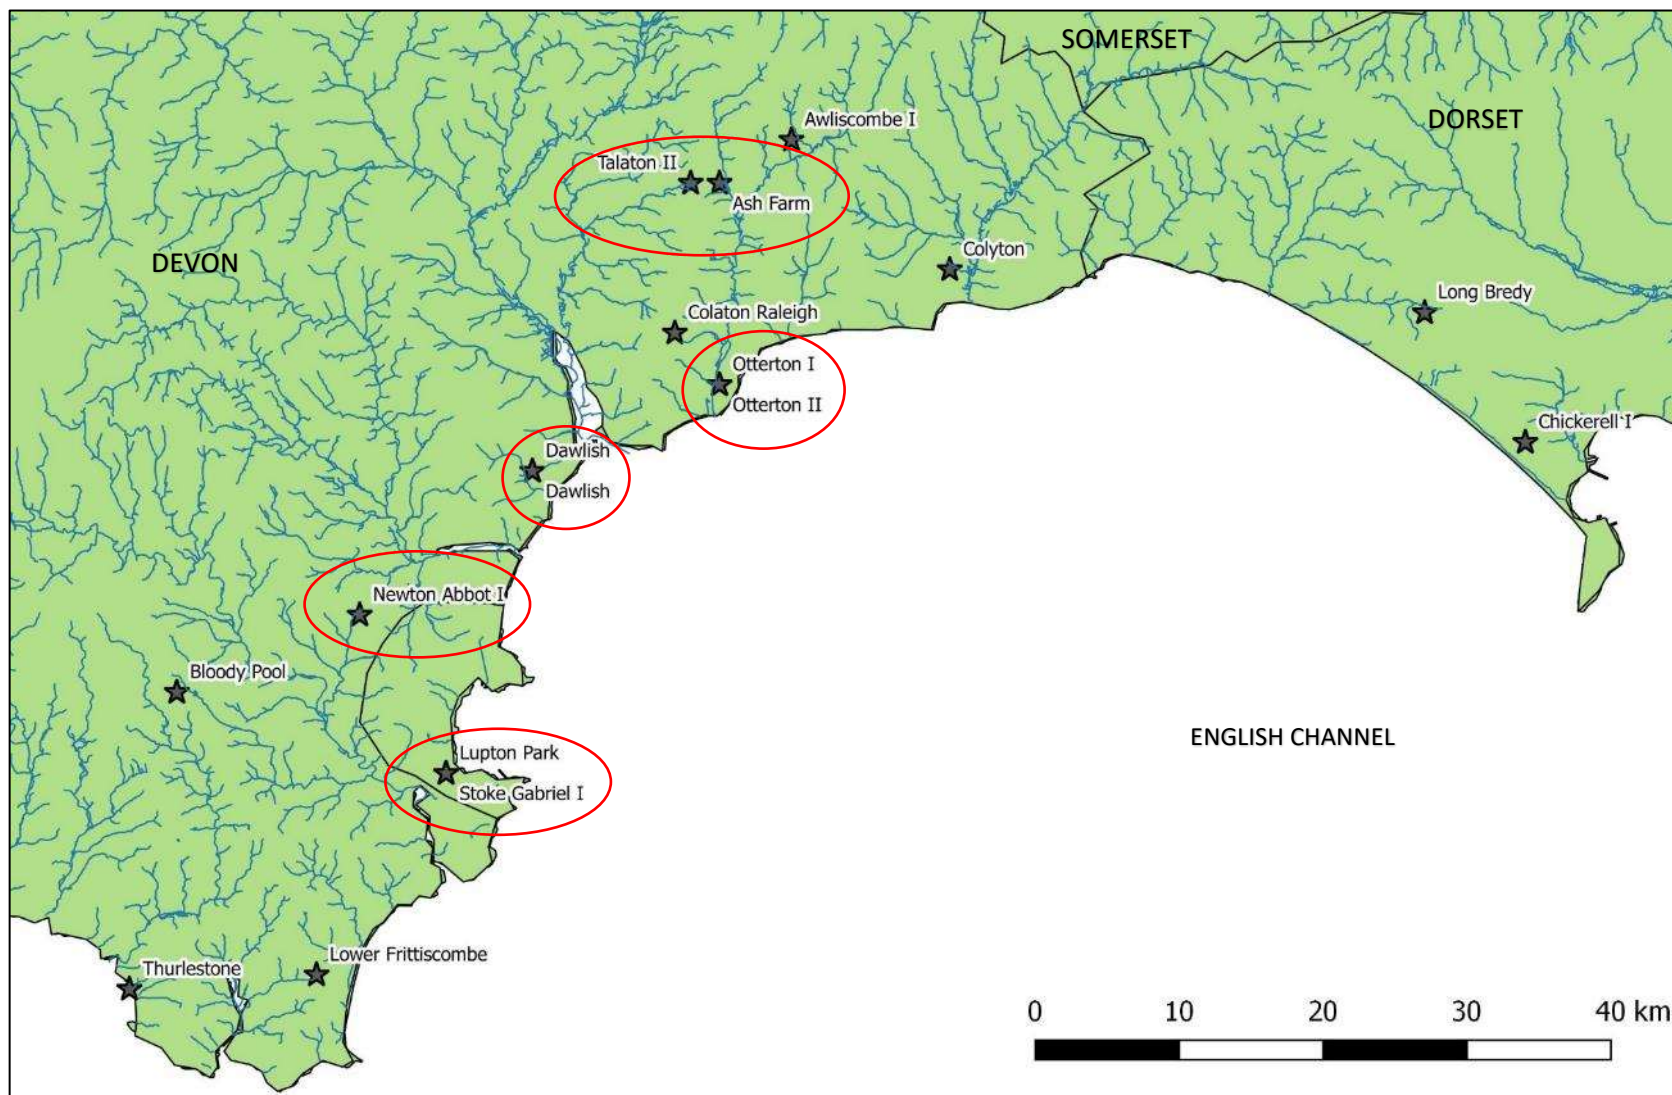 SOMERSET
DORSET
Awliscombe I
Talaton II
Ash Farm
DEVON
Colyton
Long Bredy
Colaton Raleigh
Otterton I
Otterton II
Chickerell I
Dawlish
Dawlish
Newton Abbot I
Bloody Pool
ENGLISH CHANNEL
Lupton Park
Stoke Gabriel I
Lower Frittiscombe
Thurlestone
0 10 20 30 40 km